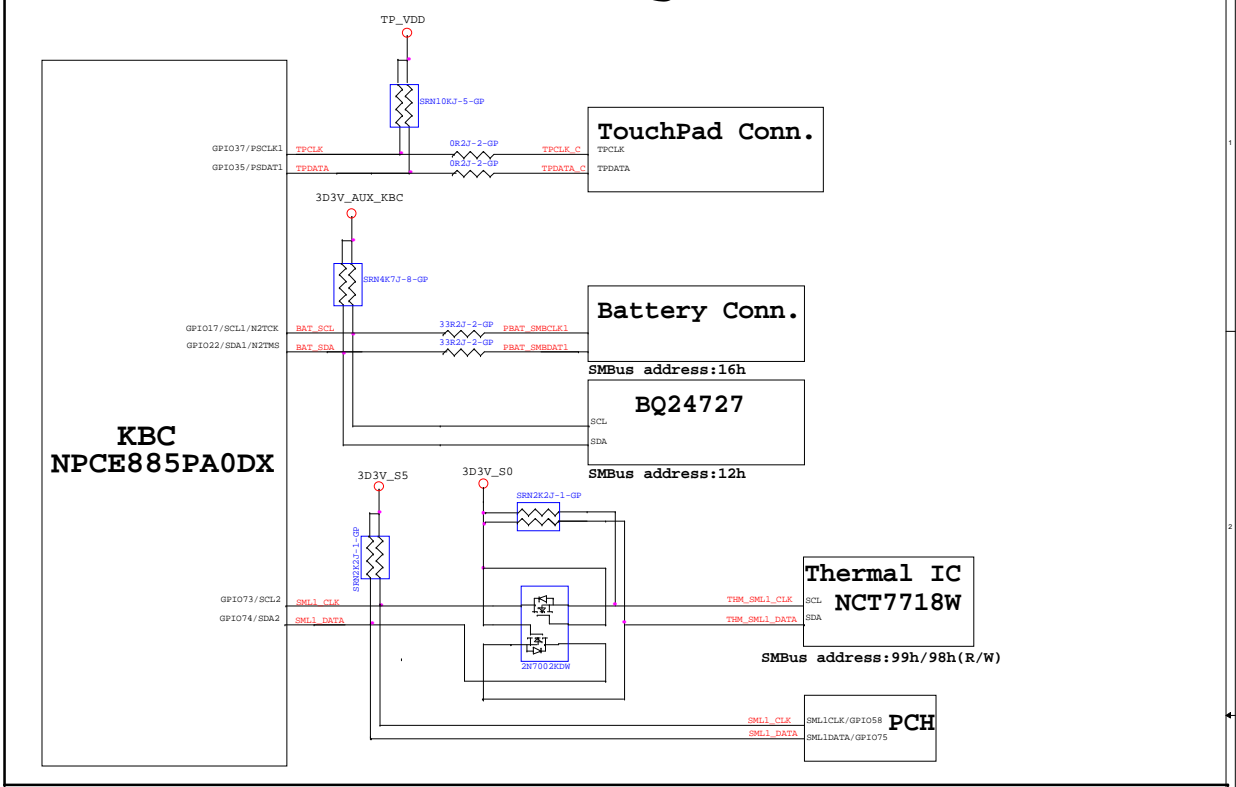 TP_VDD
SRN10KJ-5-GP
TouchPad Conn.
GPIO37/PSCLK1 TPCLK 0R2J-2-GP TPCLK_C TPCLK
GPIO35/PSDAT1 TPDATA 0R2J-2-GP TPDATA_C TPDATA
1
3D3V_AUX_KBC
SRN4K7J-8-GP
Battery Conn.
GPIO17/SCL1/N2TCK BAT_SCL 33R2J-2-GP PBAT_SMBCLK1
GPIO22/SDA1/N2TMS BAT_SDA 33R2J-2-GP PBAT_SMBDAT1
SMBus address:16h
BQ24727
SCL
SDA
SMBus address:12h
KBC
NPCE885PA0DX
3D3V_S5
3D3V_S0
SRN2K2J-1-GP
SRN2K2J-1-GP
2
Thermal IC
NCT7718W
GPIO73/SCL2 SML1_CLK THM_SML1_CLK SCL
GPIO74/SDA2 SML1_DATA THM_SML1_DATA SDA
2N7002KDW
SMBus address:99h/98h(R/W)
SML1_CLK SML1CLK/GPIO58
SML1_DATA SML1DATA/GPIO75
PCH